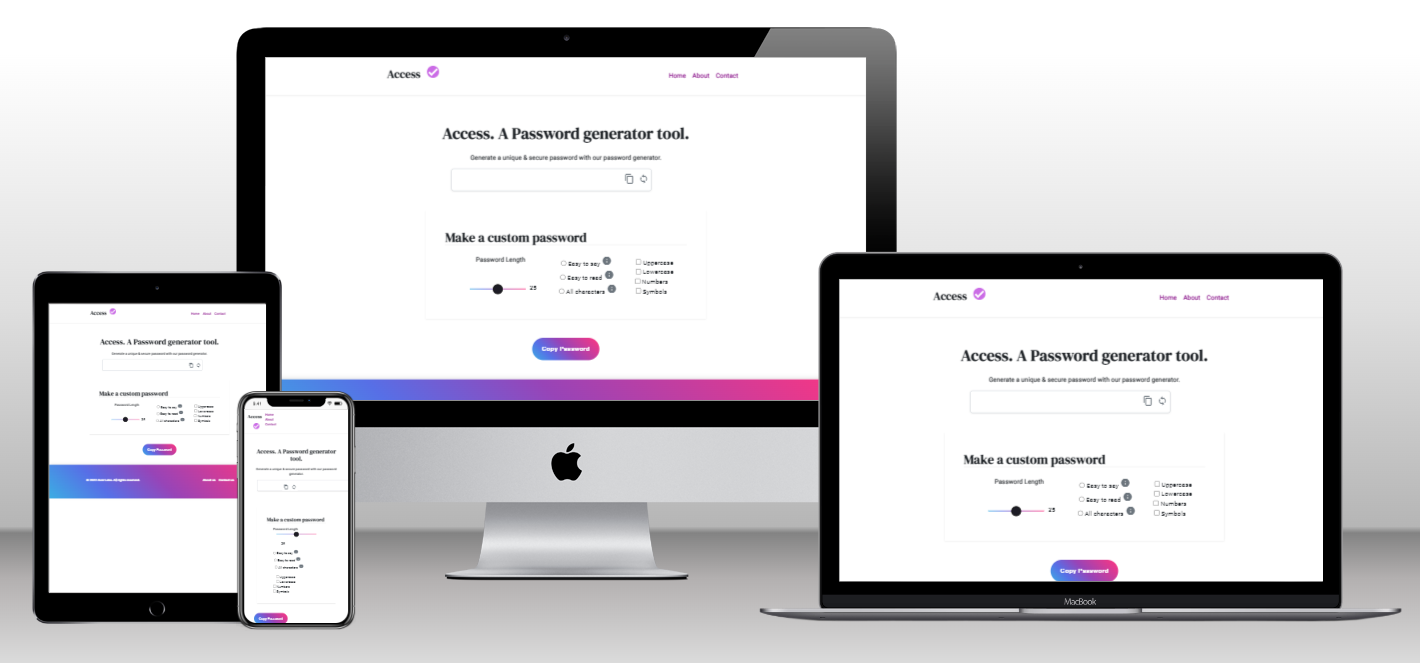 Access
Home About Contact
Access. A Password generator tool.
Generate a unique & secure password with our password generator.
Make a custom password
Password Length
25
Easy to say
Easy to read
All characters
Uppercase
Lowercase
Numbers
Symbols
Copy Password
Access
Home About Contact
Access. A Password generator tool.
Generate a unique & secure password with our password generator.
Make a custom password
Password Length
25
Easy to say
Easy to read
All characters
Uppercase
Lowercase
Numbers
Symbols
Copy Password
MacBook
Access
Home About Contact
Access. A Password generator tool.
Generate a unique & secure password with our password generator.
Make a custom password
Password Length
Easy to say
Easy to read
All characters
Uppercase
Lowercase
Numbers
Symbols
Copy Password
Access
Home
About
Contact
Access. A Password generator
tool.
Generate a unique & secure password with our password
generator.
Make a custom password
Password Length
Easy to say
Easy to read
All characters
Uppercase
Lowercase
Numbers
Symbols
Copy Password